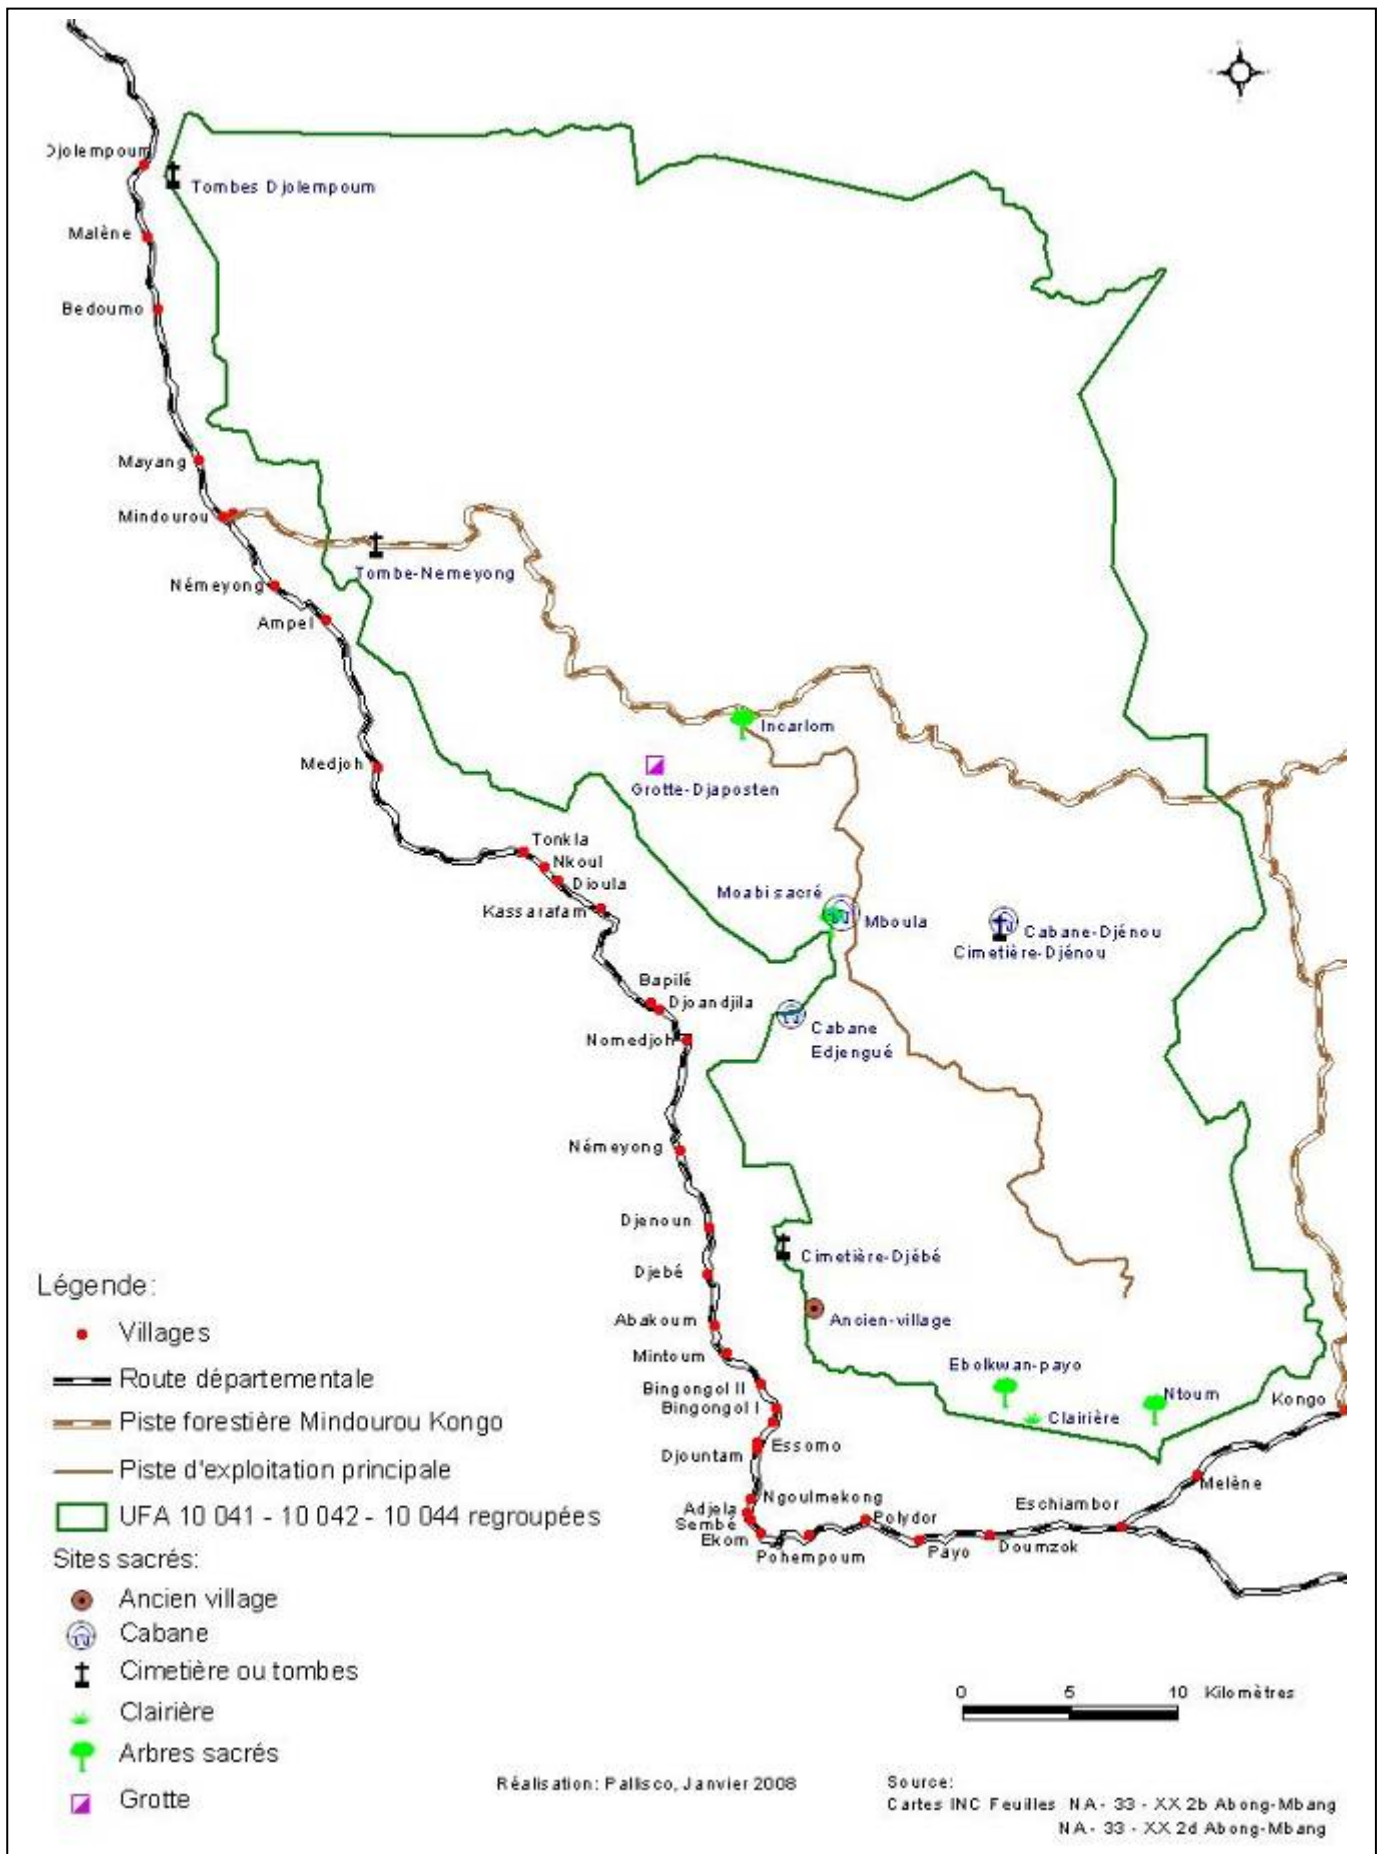 Djolempoum
Tombes Djolempoum
Malène
Bedoumo
Mayang
Mindourou
Tombe-Nemeyong
Némeyong
Ampel
Incarlom
Medjoh
Grotte-Djaposten
Tonkla
Nkoul
Dioula
Kassarafam
Moabi sacré
Mboula
Cabane-Djénou
Cimetière-Djénou
Bapilé
Djoandjila
Nomedjoh
Cabane
Edjengué
Némeyong
Djenoun
Cimetière-Djébé
Djebé
Abakoum
Ancien-village
Mintoum
Ebolkwan-payo
Bingongol II
Bingongol I
Ntoum
Kongo
Clairière
Essomo
Djountam
Melène
Ngoulmekong
Adjela
Sembé
Ekom
Pohempoum
Polydor
Payo
Doumzok
Eschiambor
Légende:
Villages
Route départementale
Piste forestière Mindourou Kongo
Piste d'exploitation principale
UFA 10 041 - 10 042 - 10 044 regroupées
Sites sacrés:
Ancien village
Cabane
Cimetière ou tombes
Clairière
Arbres sacrés
Grotte
0 5 10 Kilomètres
Réalisation: Pallisco, Janvier 2008
Source:
Cartes INC Feuilles NA - 33 - XX 2b Abong-Mbang
NA - 33 - XX 2d Abong-Mbang